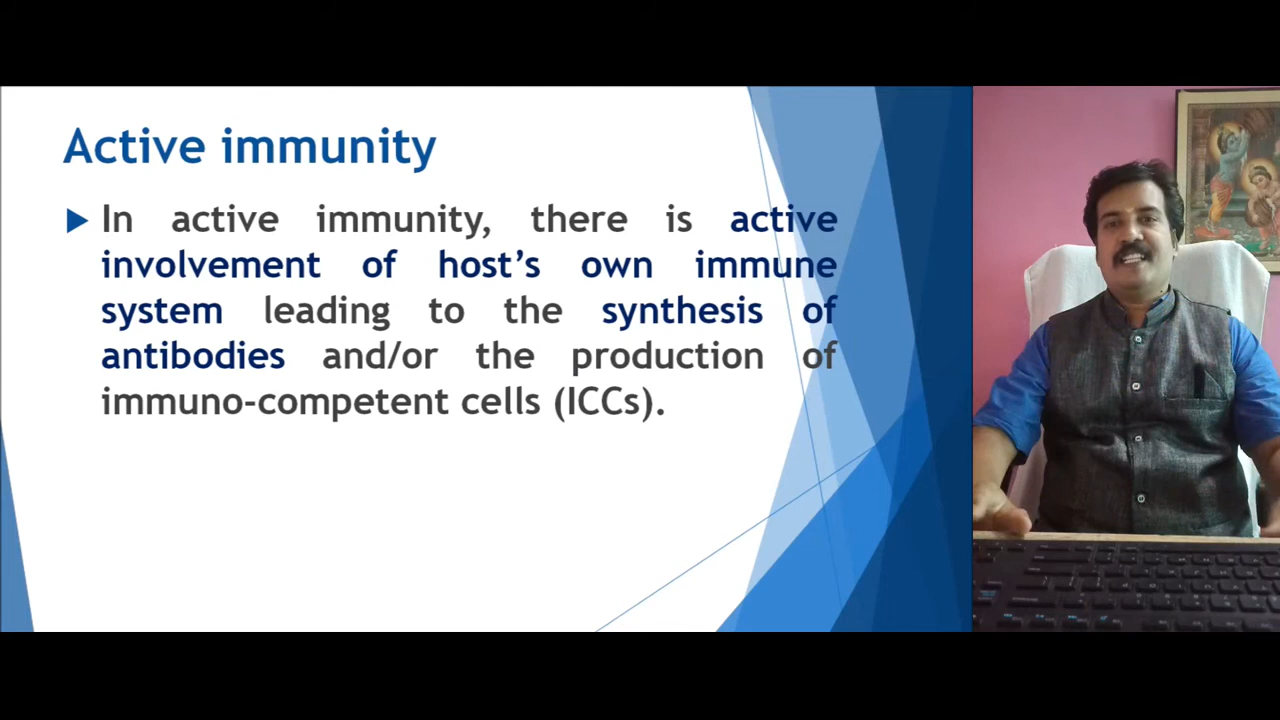 Active immunity
In active immunity, there is active
involvement of host’s own immune
system leading to the synthesis of
antibodies and/or the production of
immuno-competent cells (ICCs).